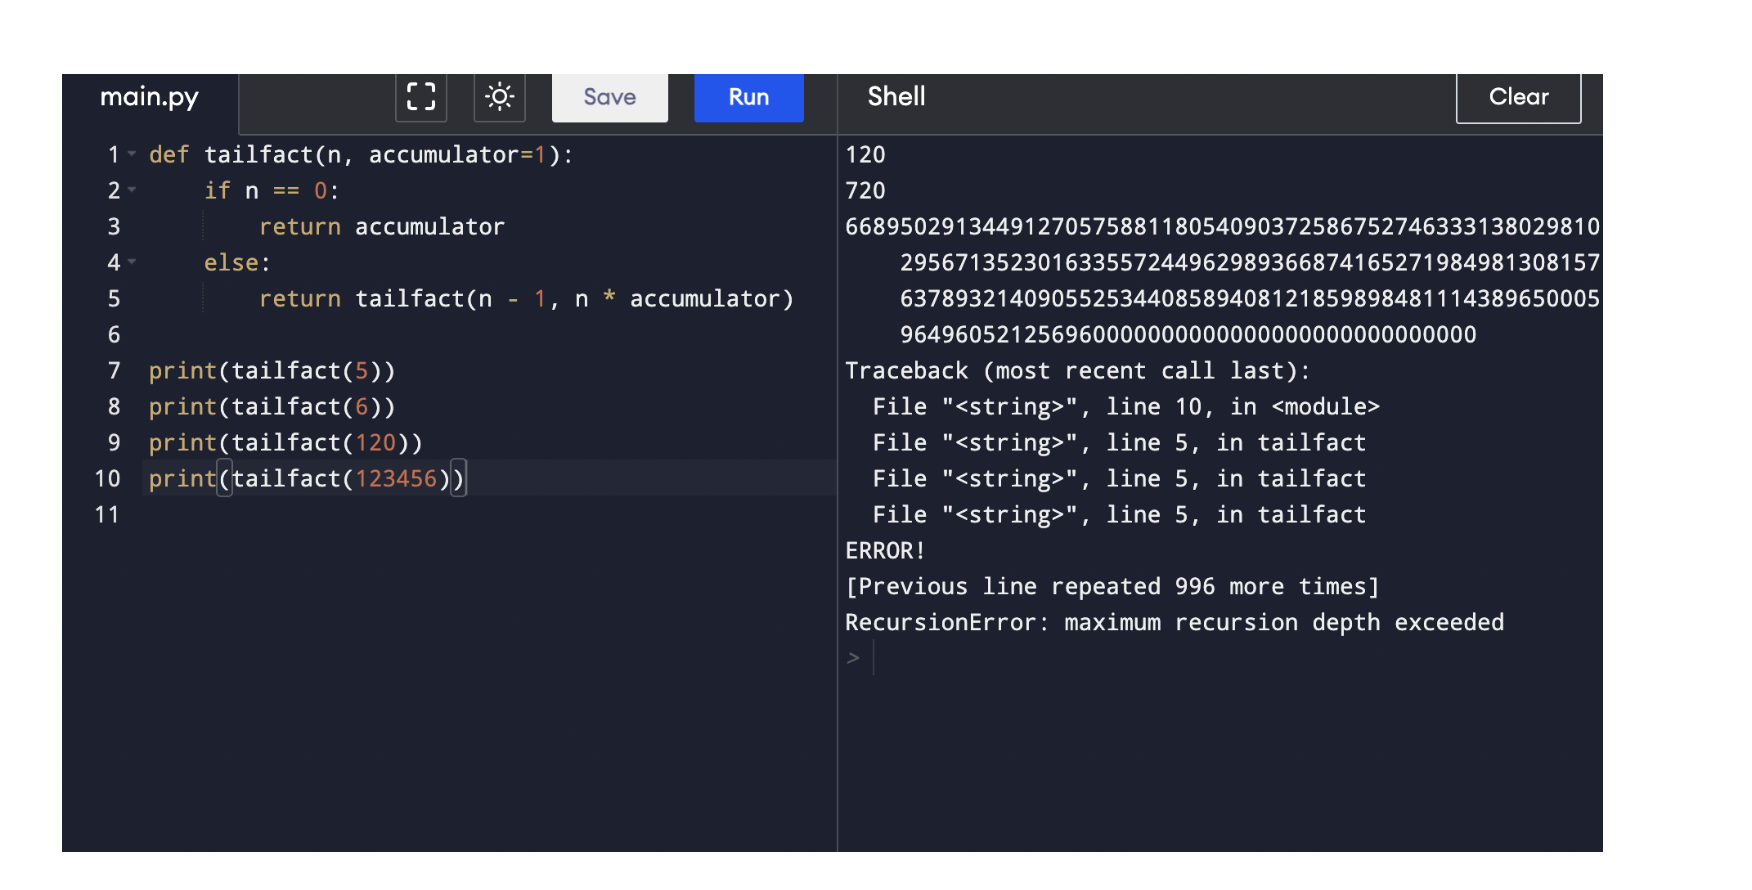 main.py
Save
Run
Shell
Clear
1 def tailfact(n, accumulator=1):
2     if n == 0:
3         return accumulator
4     else:
5         return tailfact(n - 1, n * accumulator)
6
7 print(tailfact(5))
8 print(tailfact(6))
9 print(tailfact(120))
10 print(tailfact(123456))
11
120
720
6689502913449127057588118054090372586752746333138029810
    295671352301633557244962989366874165271984981308157
    637893214090552534408589408121859898481114389650005
    964960521256960000000000000000000000000000
Traceback (most recent call last):
  File "<string>", line 10, in <module>
  File "<string>", line 5, in tailfact
  File "<string>", line 5, in tailfact
  File "<string>", line 5, in tailfact
ERROR!
[Previous line repeated 996 more times]
RecursionError: maximum recursion depth exceeded
>